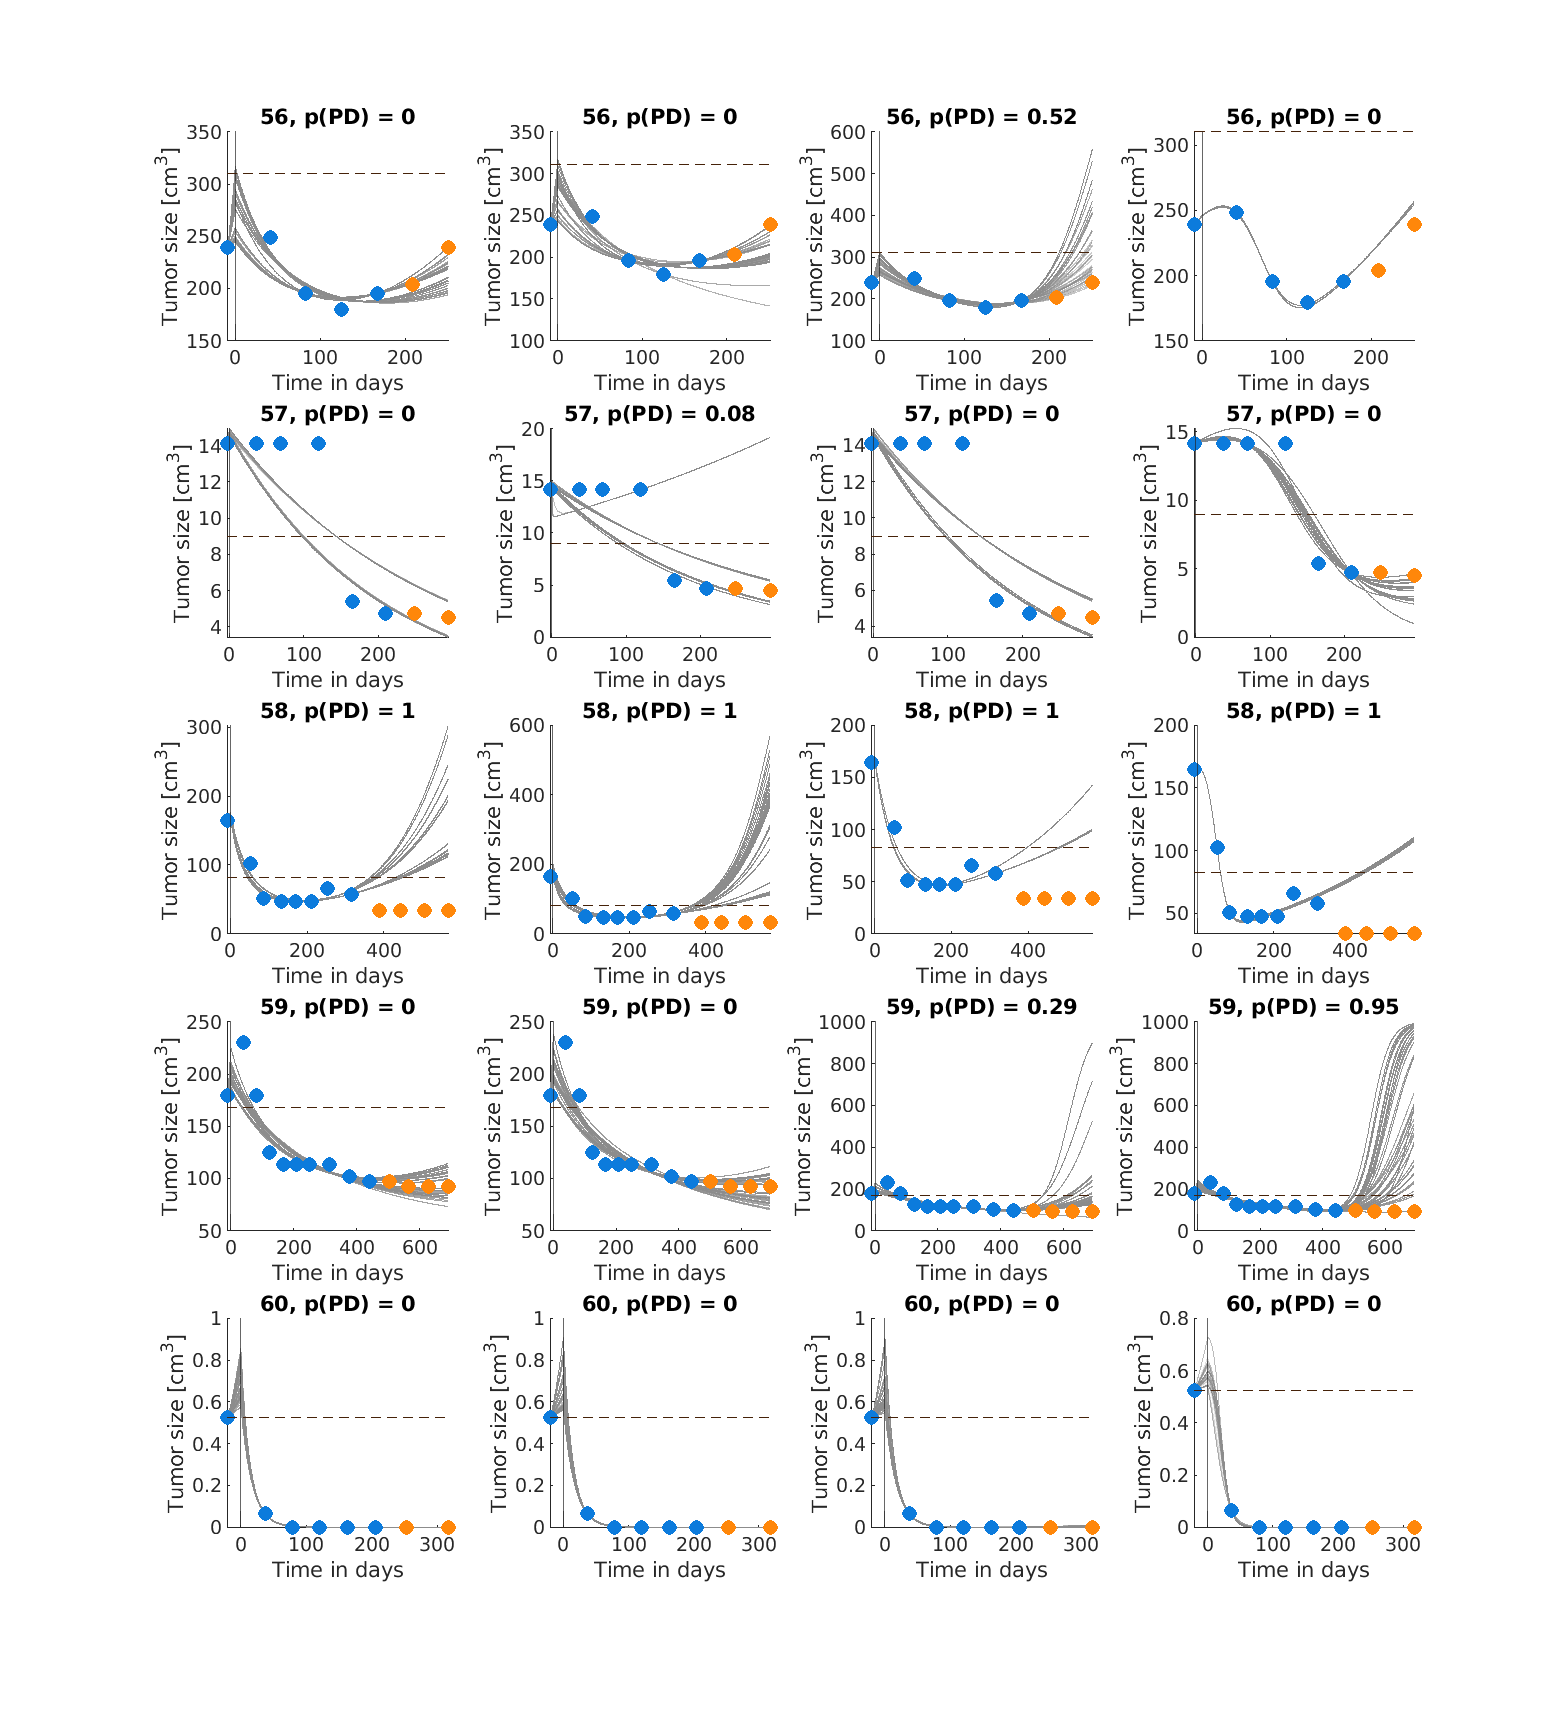 56, p(PD) = 0
56, p(PD) = 0
56, p(PD) = 0.52
56, p(PD) = 0
Tumor size [cm3]
350
300
250
200
150
0 100 200
Time in days
Tumor size [cm3]
350
300
250
200
150
100
0 100 200
Time in days
Tumor size [cm3]
600
500
400
300
200
100
0 100 200
Time in days
Tumor size [cm3]
300
250
200
150
0 100 200
Time in days
57, p(PD) = 0
57, p(PD) = 0.08
57, p(PD) = 0
57, p(PD) = 0
Tumor size [cm3]
14
12
10
8
6
4
0 100 200
Time in days
Tumor size [cm3]
20
15
10
5
0
0 100 200
Time in days
Tumor size [cm3]
14
12
10
8
6
4
0 100 200
Time in days
Tumor size [cm3]
15
10
5
0
0 100 200
Time in days
58, p(PD) = 1
58, p(PD) = 1
58, p(PD) = 1
58, p(PD) = 1
Tumor size [cm3]
300
200
100
0
0 200 400
Time in days
Tumor size [cm3]
600
400
200
0
0 200 400
Time in days
Tumor size [cm3]
200
150
100
50
0
0 200 400
Time in days
Tumor size [cm3]
200
150
100
50
0 200 400
Time in days
59, p(PD) = 0
59, p(PD) = 0
59, p(PD) = 0.29
59, p(PD) = 0.95
Tumor size [cm3]
250
200
150
100
50
0 200 400 600
Time in days
Tumor size [cm3]
250
200
150
100
50
0 200 400 600
Time in days
Tumor size [cm3]
1000
800
600
400
200
0
0 200 400 600
Time in days
Tumor size [cm3]
1000
800
600
400
200
0
0 200 400 600
Time in days
60, p(PD) = 0
60, p(PD) = 0
60, p(PD) = 0
60, p(PD) = 0
Tumor size [cm3]
1
0.8
0.6
0.4
0.2
0
0 100 200 300
Time in days
Tumor size [cm3]
1
0.8
0.6
0.4
0.2
0
0 100 200 300
Time in days
Tumor size [cm3]
1
0.8
0.6
0.4
0.2
0
0 100 200 300
Time in days
Tumor size [cm3]
0.8
0.6
0.4
0.2
0
0 100 200 300
Time in days